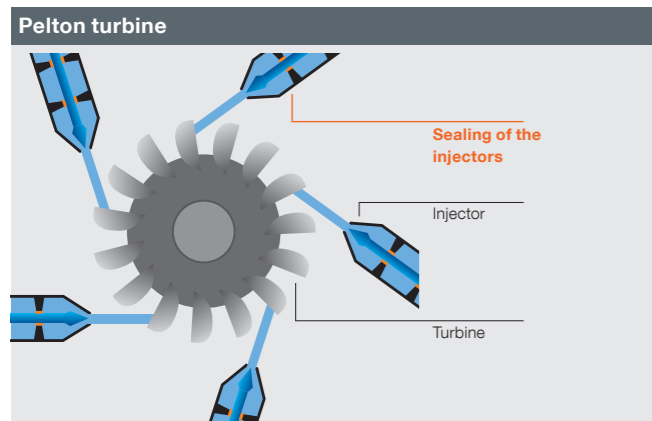 Pelton turbine
Sealing of the
injectors
Injector
Turbine